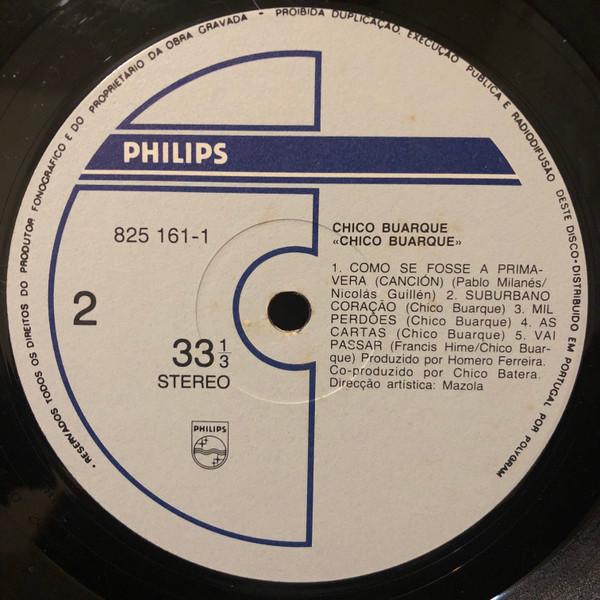 • RESERVADOS TODOS OS DIREITOS DO PRODUTOR FONOGRÁFICO E DO PROPRIETÁRIO DA OBRA GRAVADA - PROIBIDA DUPLICAÇÃO, EXECUÇÃO PÚBLICA E RADIODIFUSÃO DESTE DISCO • DISTRIBUIDO EM PORTUGAL POR POLYGRAM
PHILIPS
825 161-1
2
33 1/3
STEREO
PHILIPS
CHICO BUARQUE
«CHICO BUARQUE»
1. COMO SE FOSSE A PRIMA-
VERA (CANCIÓN) (Pablo Milanés/
Nicolás Guillén) 2. SUBURBANO
CORAÇÃO (Chico Buarque) 3. MIL
PERDÕES (Chico Buarque) 4. AS
CARTAS (Chico Buarque) 5. VAI
PASSAR (Francis Hime/Chico Buar-
que) Produzido por Homero Ferreira.
Co-produzido por Chico Batera.
Direcção artística: Mazola